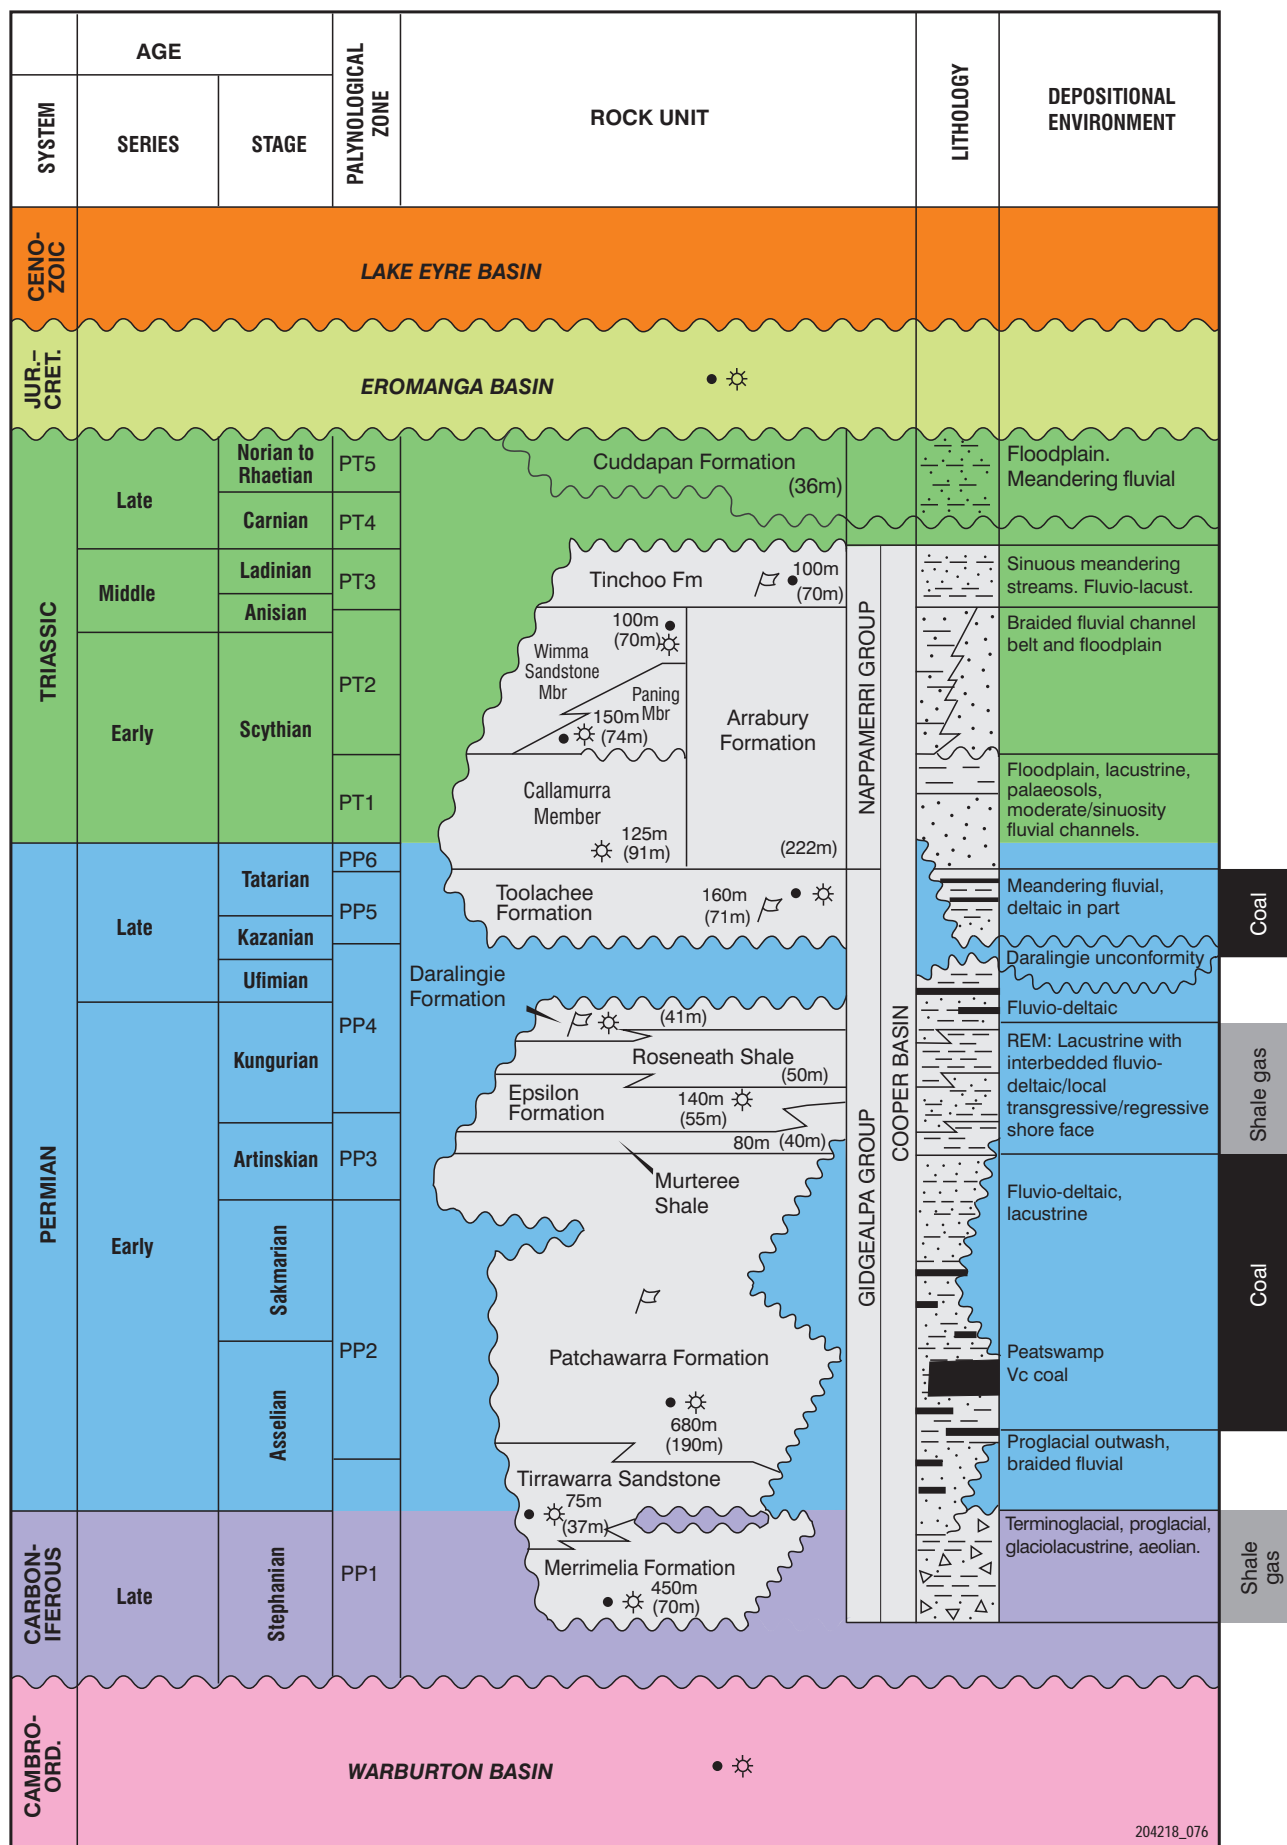 AGE
SYSTEM
SERIES
STAGE
PALYNOLOGICAL
ZONE
ROCK UNIT
LITHOLOGY
DEPOSITIONAL
ENVIRONMENT
CENO-
ZOIC
LAKE EYRE BASIN
JUR.–
CRET.
EROMANGA BASIN
TRIASSIC
Late
Norian to
Rhaetian
PT5
Cuddapan Formation
(36m)
Floodplain.
Meandering fluvial
Carnian
PT4
Middle
Ladinian
PT3
Anisian
Tinchoo Fm
100m
(70m)
Sinuous meandering
streams. Fluvio-lacust.
Early
Scythian
PT2
100m
(70m)
Wimma
Sandstone
Mbr
Paning
Mbr
150m
(74m)
Arrabury
Formation
NAPPAMERRI GROUP
Braided fluvial channel
belt and floodplain
PT1
Callamurra
Member
125m
(91m)
(222m)
Floodplain, lacustrine,
palaeosols,
moderate/sinuosity
fluvial channels.
PERMIAN
Late
Tatarian
PP6
PP5
Toolachee
Formation
160m
(71m)
Meandering fluvial,
deltaic in part
Coal
Kazanian
Ufimian
Daralingie
Formation
Daralingie unconformity
PP4
(41m)
Fluvio-deltaic
Early
Kungurian
Roseneath Shale
(50m)
Epsilon
Formation
140m
(55m)
COOPER BASIN
REM: Lacustrine with
interbedded fluvio-
deltaic/local
transgressive/regressive
shore face
Shale gas
Artinskian
PP3
80m (40m)
Murteree
Shale
GIDGEALPA GROUP
Fluvio-deltaic,
lacustrine
Coal
Sakmarian
PP2
Patchawarra Formation
680m
(190m)
Peatswamp
Vc coal
Asselian
Tirrawarra Sandstone
75m
(37m)
Proglacial outwash,
braided fluvial
CARBON-
IFEROUS
Late
Stephanian
PP1
Merrimelia Formation
450m
(70m)
Terminoglacial, proglacial,
glaciolacustrine, aeolian.
Shale
gas
CAMBRO-
ORD.
WARBURTON BASIN
204218_076